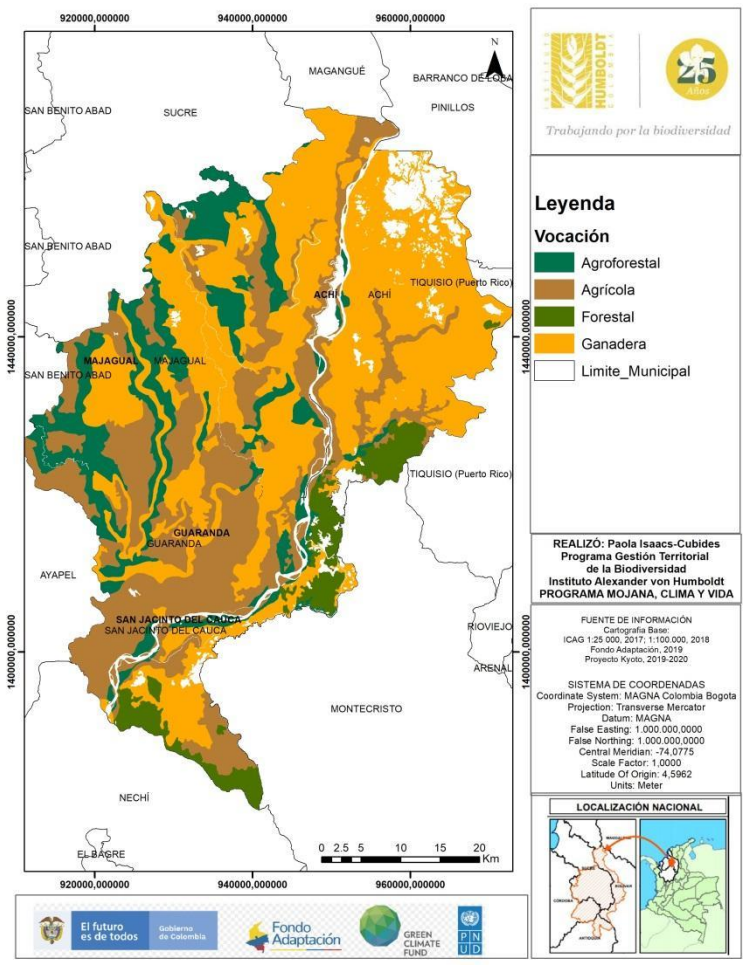 920000,000000 940000,000000 960000,000000
N
MAGANGUÉ
BARRANCO DE LOBA
SAN BENITO ABAD
SUCRE
PINILLOS
SAN BENITO ABAD
TIQUISIO (Puerto Rico)
ACHÍ ACHÍ
1440000,000000 1440000,000000
MAJAGUAL MAJAGUAL
SAN BENITO ABAD
TIQUISIO (Puerto Rico)
GUARANDA
GUARANDA
AYAPEL
SAN JACINTO DEL CAUCA
SAN JACINTO DEL CAUCA
RIOVIEJO
1400000,000000 1400000,000000
ARENAL
MONTECRISTO
NECHÍ
EL BAGRE
0 2.5 5 10 15 20
Km
920000,000000 940000,000000 960000,000000
HUMBOLDT
COLOMBIA
25
Años
Trabajando por la biodiversidad
Leyenda
Vocación
Agroforestal
Agrícola
Forestal
Ganadera
Limite_Municipal
REALIZÓ: Paola Isaacs-Cubides
Programa Gestión Territorial
de la Biodiversidad
Instituto Alexander von Humboldt
PROGRAMA MOJANA, CLIMA Y VIDA
FUENTE DE INFORMACIÓN
Cartografía Base:
ICAG 1:25 000, 2017; 1:100.000, 2018
Fondo Adaptación, 2019
Proyecto Kyoto, 2019-2020
SISTEMA DE COORDENADAS
Coordinate System: MAGNA Colombia Bogota
Projection: Transverse Mercator
Datum: MAGNA
False Easting: 1.000.000,0000
False Northing: 1.000.000,0000
Central Meridian: -74,0775
Scale Factor: 1,0000
Latitude Of Origin: 4,5962
Units: Meter
LOCALIZACIÓN NACIONAL
El futuro
es de todos
Gobierno
de Colombia
Fondo
Adaptación
GREEN
CLIMATE
FUND
P N
U D